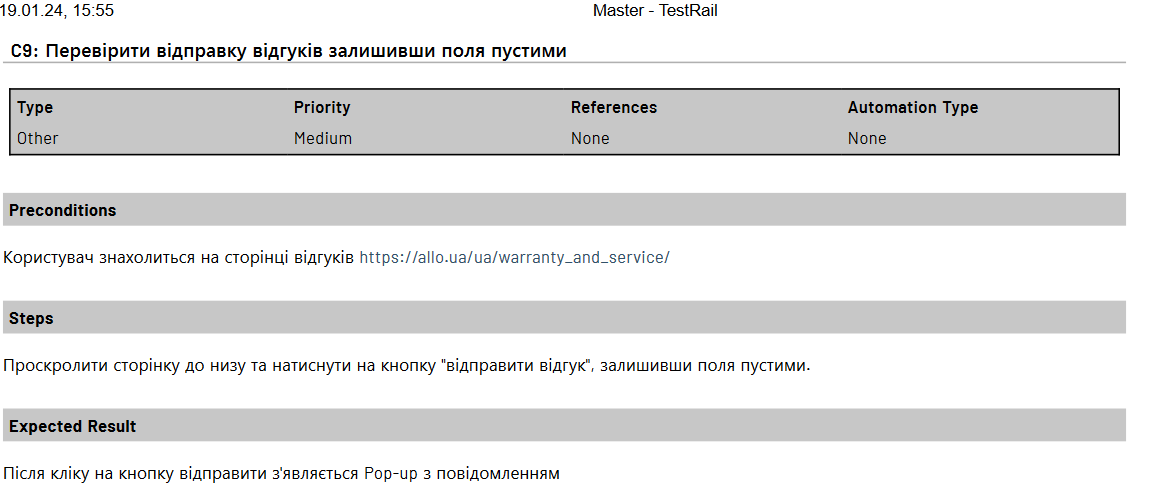 19.01.24, 15:55 Master - TestRail
C9: Перевірити відправку відгуків залишивши поля пустими
Type Priority References Automation Type
Other Medium None None
Preconditions
Користувач знахолиться на сторінці відгуків https://allo.ua/ua/warranty_and_service/
Steps
Проскролити сторінку до низу та натиснути на кнопку "відправити відгук", залишивши поля пустими.
Expected Result
Після кліку на кнопку відправити з'являється Pop-up з повідомленням